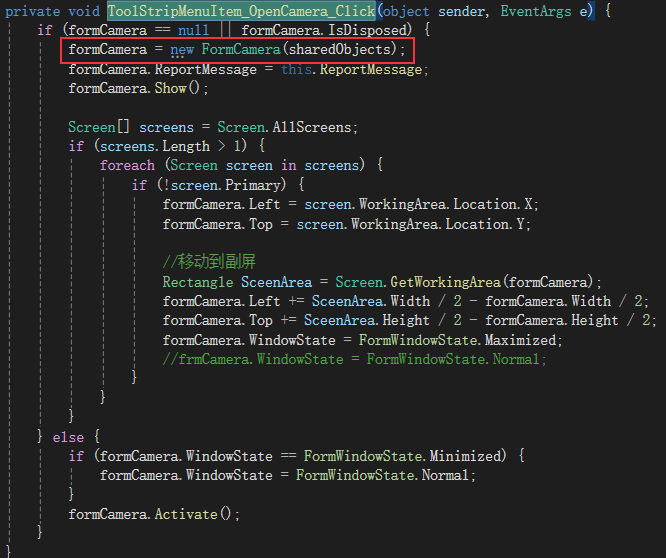 private void ToolStripMenuItem_OpenCamera_Click(object sender, EventArgs e) {
if (formCamera == null || formCamera.IsDisposed) {
formCamera = new FormCamera(sharedObjects);
formCamera.ReportMessage = this.ReportMessage;
formCamera.Show();
Screen[] screens = Screen.AllScreens;
if (screens.Length > 1) {
foreach (Screen screen in screens) {
if (!screen.Primary) {
formCamera.Left = screen.WorkingArea.Location.X;
formCamera.Top = screen.WorkingArea.Location.Y;
//移动到副屏
Rectangle SceenArea = Screen.GetWorkingArea(formCamera);
formCamera.Left += SceenArea.Width / 2 - formCamera.Width / 2;
formCamera.Top += SceenArea.Height / 2 - formCamera.Height / 2;
formCamera.WindowState = FormWindowState.Maximized;
//frmCamera.WindowState = FormWindowState.Normal;
}
}
}
} else {
if (formCamera.WindowState == FormWindowState.Minimized) {
formCamera.WindowState = FormWindowState.Normal;
}
formCamera.Activate();
}
}